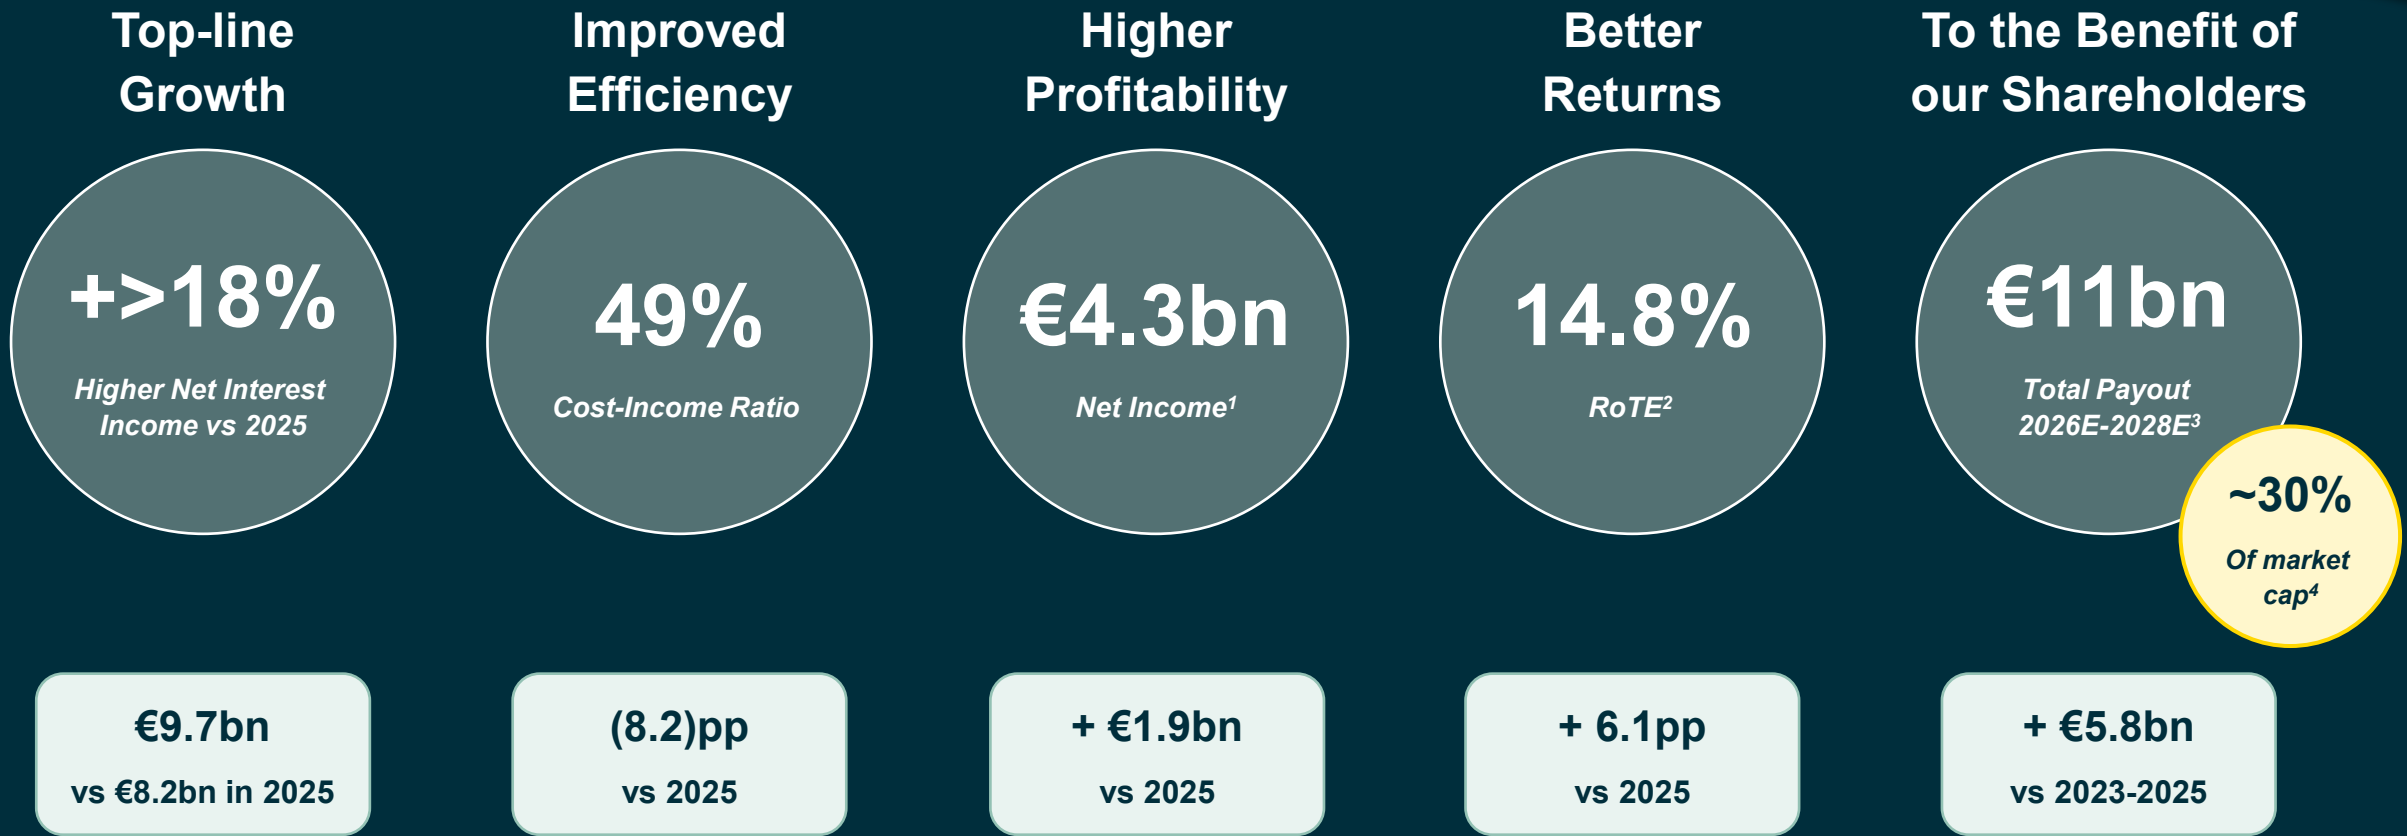 Top-line
Growth
+>18%
Higher Net Interest
Income vs 2025
€9.7bn
vs €8.2bn in 2025
Improved
Efficiency
49%
Cost-Income Ratio
(8.2)pp
vs 2025
Higher
Profitability
€4.3bn
Net Income¹
+ €1.9bn
vs 2025
Better
Returns
14.8%
RoTE²
+ 6.1pp
vs 2025
To the Benefit of
our Shareholders
€11bn
Total Payout
2026E-2028E³
~30%
Of market
cap⁴
+ €5.8bn
vs 2023-2025